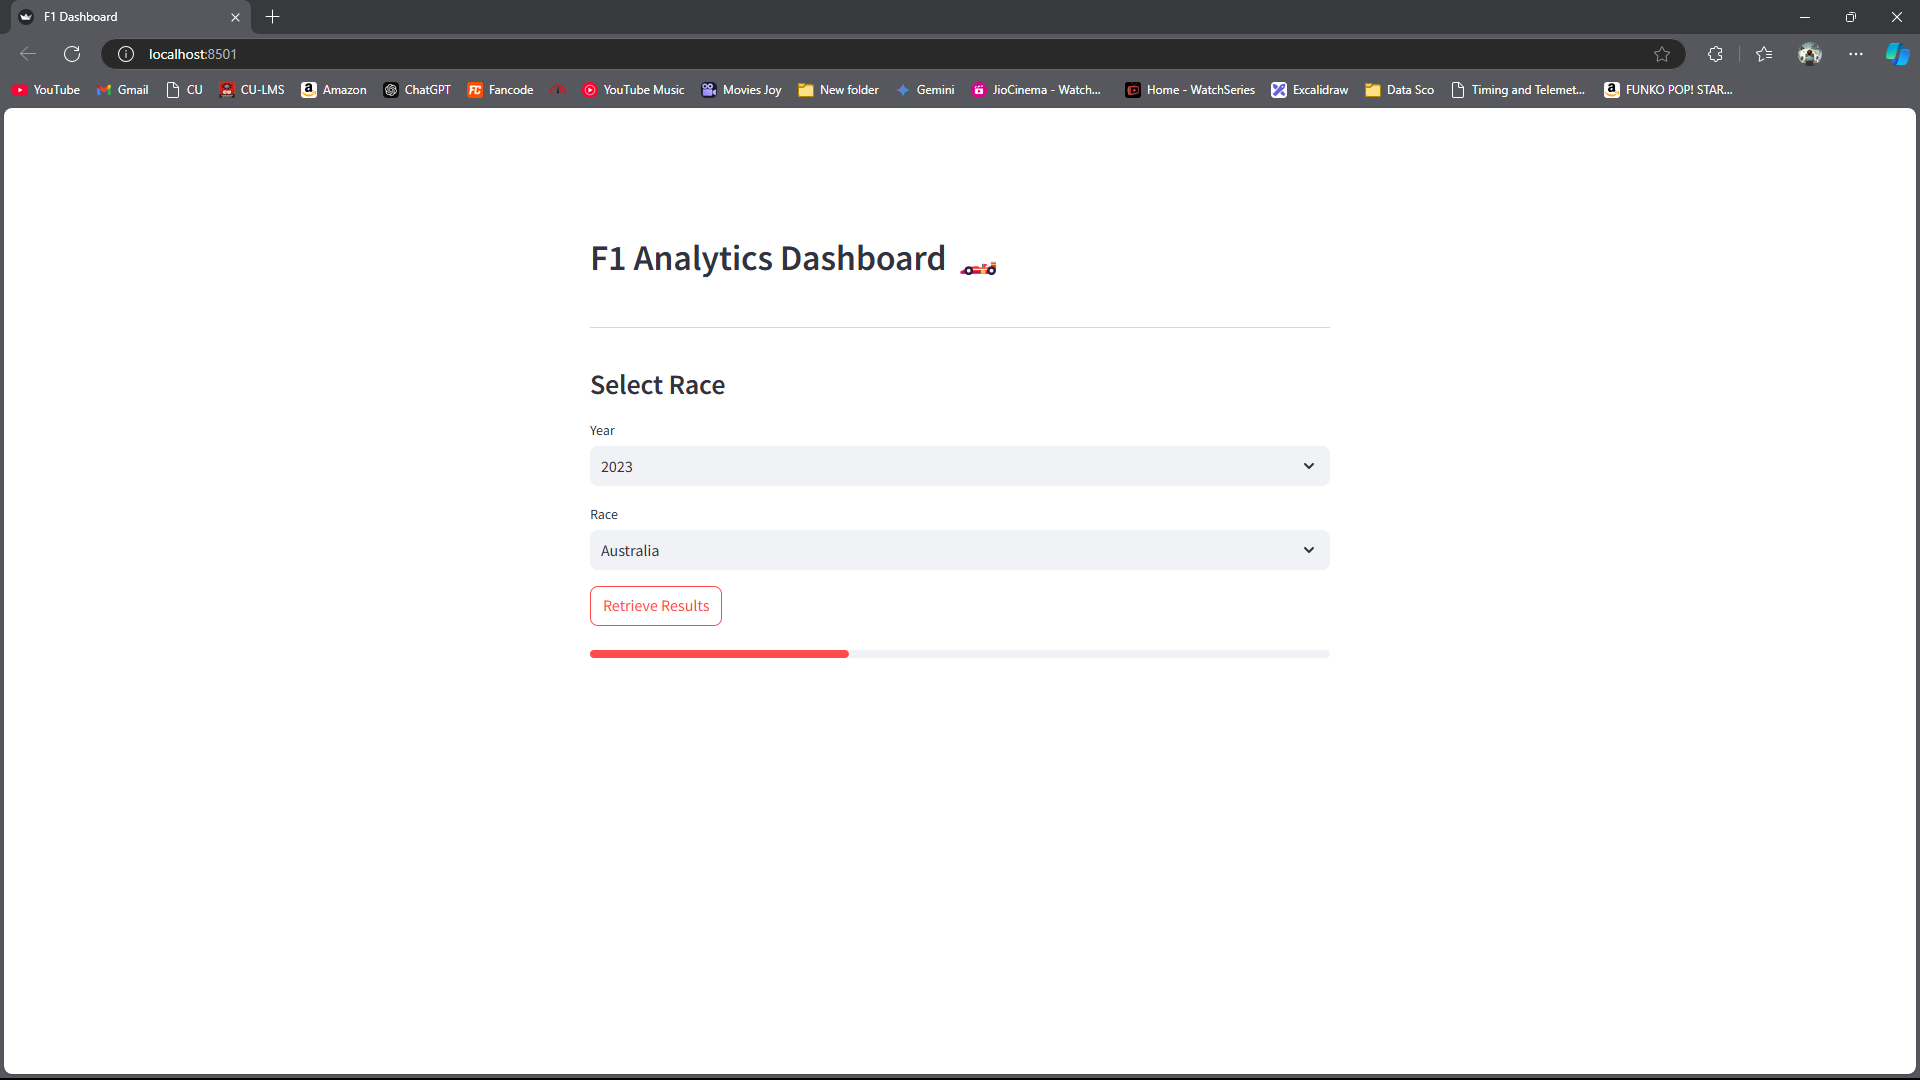 F1 Dashboard
localhost:8501
YouTube Gmail CU CU-LMS Amazon ChatGPT Fancode YouTube Music Movies Joy New folder Gemini JioCinema - Watch... Home - WatchSeries Excalidraw Data Sco Timing and Telemet... FUNKO POP! STAR...
F1 Analytics Dashboard
Select Race
Year
2023
Race
Australia
Retrieve Results